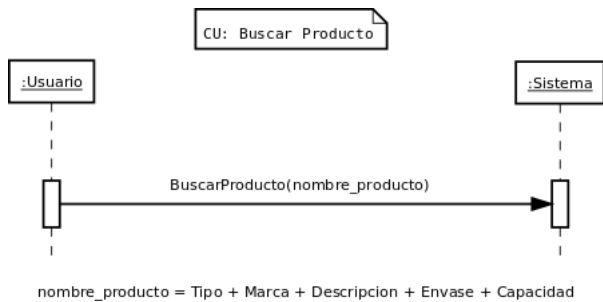 CU: Buscar Producto
:Usuario
:Sistema
BuscarProducto(nombre_producto)
nombre_producto = Tipo + Marca + Descripcion + Envase + Capacidad